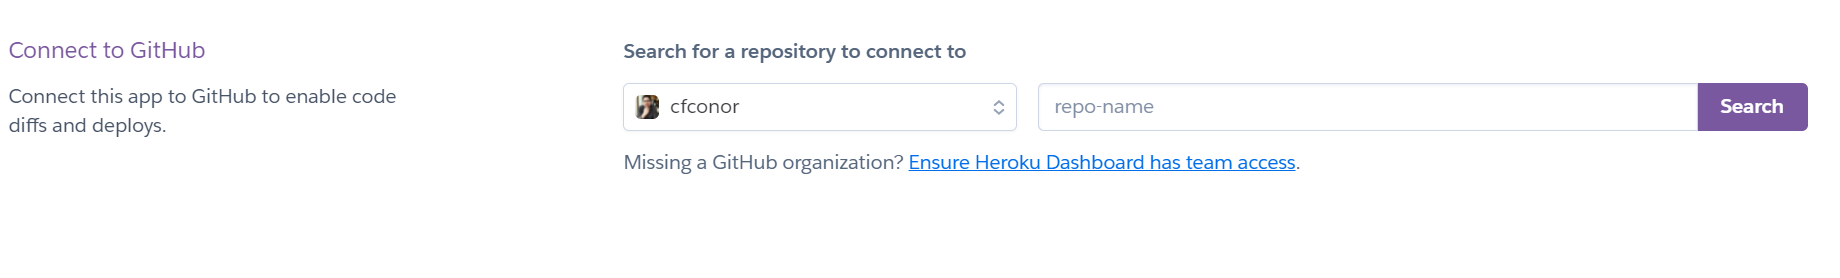 Connect to GitHub
Connect this app to GitHub to enable code
diffs and deploys.
Search for a repository to connect to
cfconor
repo-name
Search
Missing a GitHub organization? Ensure Heroku Dashboard has team access.